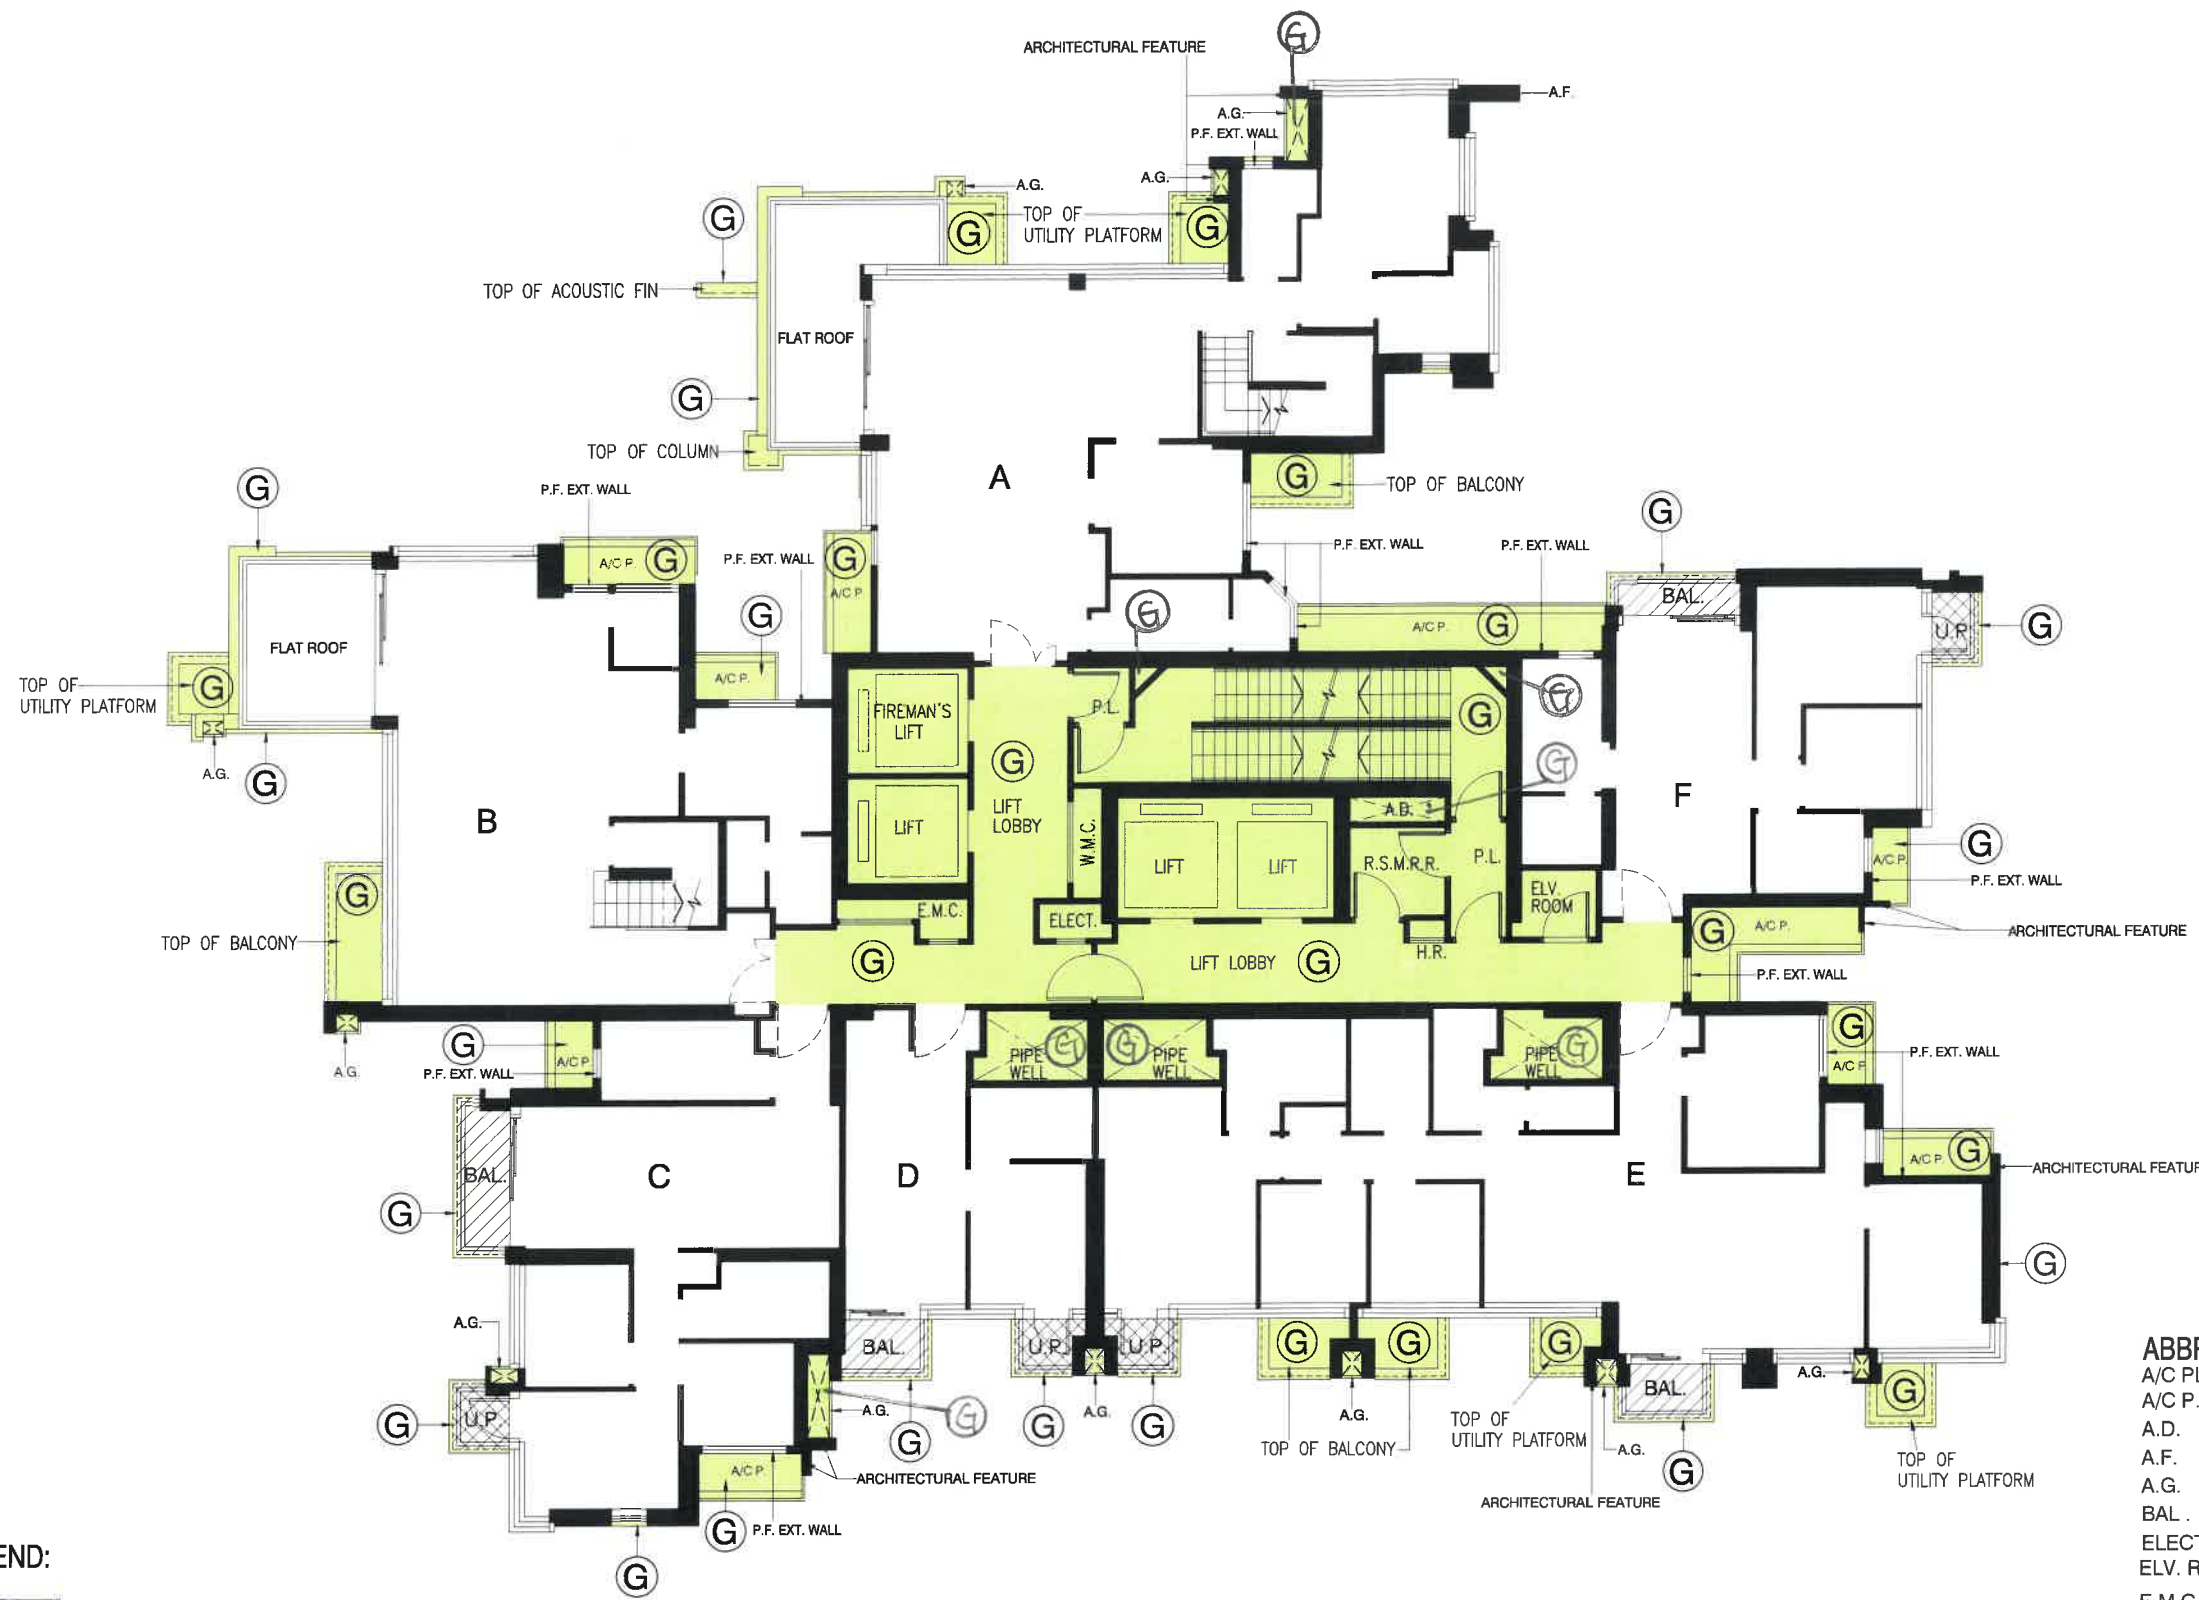 G
ARCHITECTURAL FEATURE
A.F.
A.G.
P.F. EXT. WALL
A.G.
A.G.
G
TOP OF
UTILITY PLATFORM
G
G
TOP OF ACOUSTIC FIN
FLAT ROOF
G
TOP OF COLUMN
A
G
TOP OF BALCONY
G
P.F. EXT. WALL
G
P.F. EXT. WALL
P.F. EXT. WALL
P.F. EXT. WALL
A/C P.
G
G
A/C P.
G
G
BAL.
FLAT ROOF
G
A/C P.
G
U.P.
G
A/C P.
TOP OF
UTILITY PLATFORM
G
A.G.
G
FIREMAN'S
LIFT
P.L.
G
G
G
G
LIFT
LOBBY
B
LIFT
W.M.C.
LIFT
LIFT
A.D.
R.S.M.R.R.
P.L.
F
G
A/C P.
P.F. EXT. WALL
G
TOP OF BALCONY
E.M.C.
ELECT.
ELV.
ROOM
G
A/C P.
ARCHITECTURAL FEATURE
G
LIFT LOBBY
G
H.R.
P.F. EXT. WALL
A.G.
G
A/C P.
P.F. EXT. WALL
PIPE
WELL
G
G
PIPE
WELL
PIPE
WELL
G
G
A/C P.
P.F. EXT. WALL
BAL.
G
C
D
E
A/C P.
G
ARCHITECTURAL FEATUR
G
A.G.
U.P.
G
BAL.
U.P.
U.P.
G
G
G
BAL.
A.G.
G
A.G.
G
G
G
A.G.
G
A.G.
TOP OF BALCONY
TOP OF
UTILITY PLATFORM
A.G.
G
TOP OF
UTILITY PLATFORM
A/C P.
ARCHITECTURAL FEATURE
ARCHITECTURAL FEATURE
G
P.F. EXT. WALL
G
END:
ABBR
A/C PL
A/C P.
A.D.
A.F.
A.G.
BAL .
ELECT
ELV. R